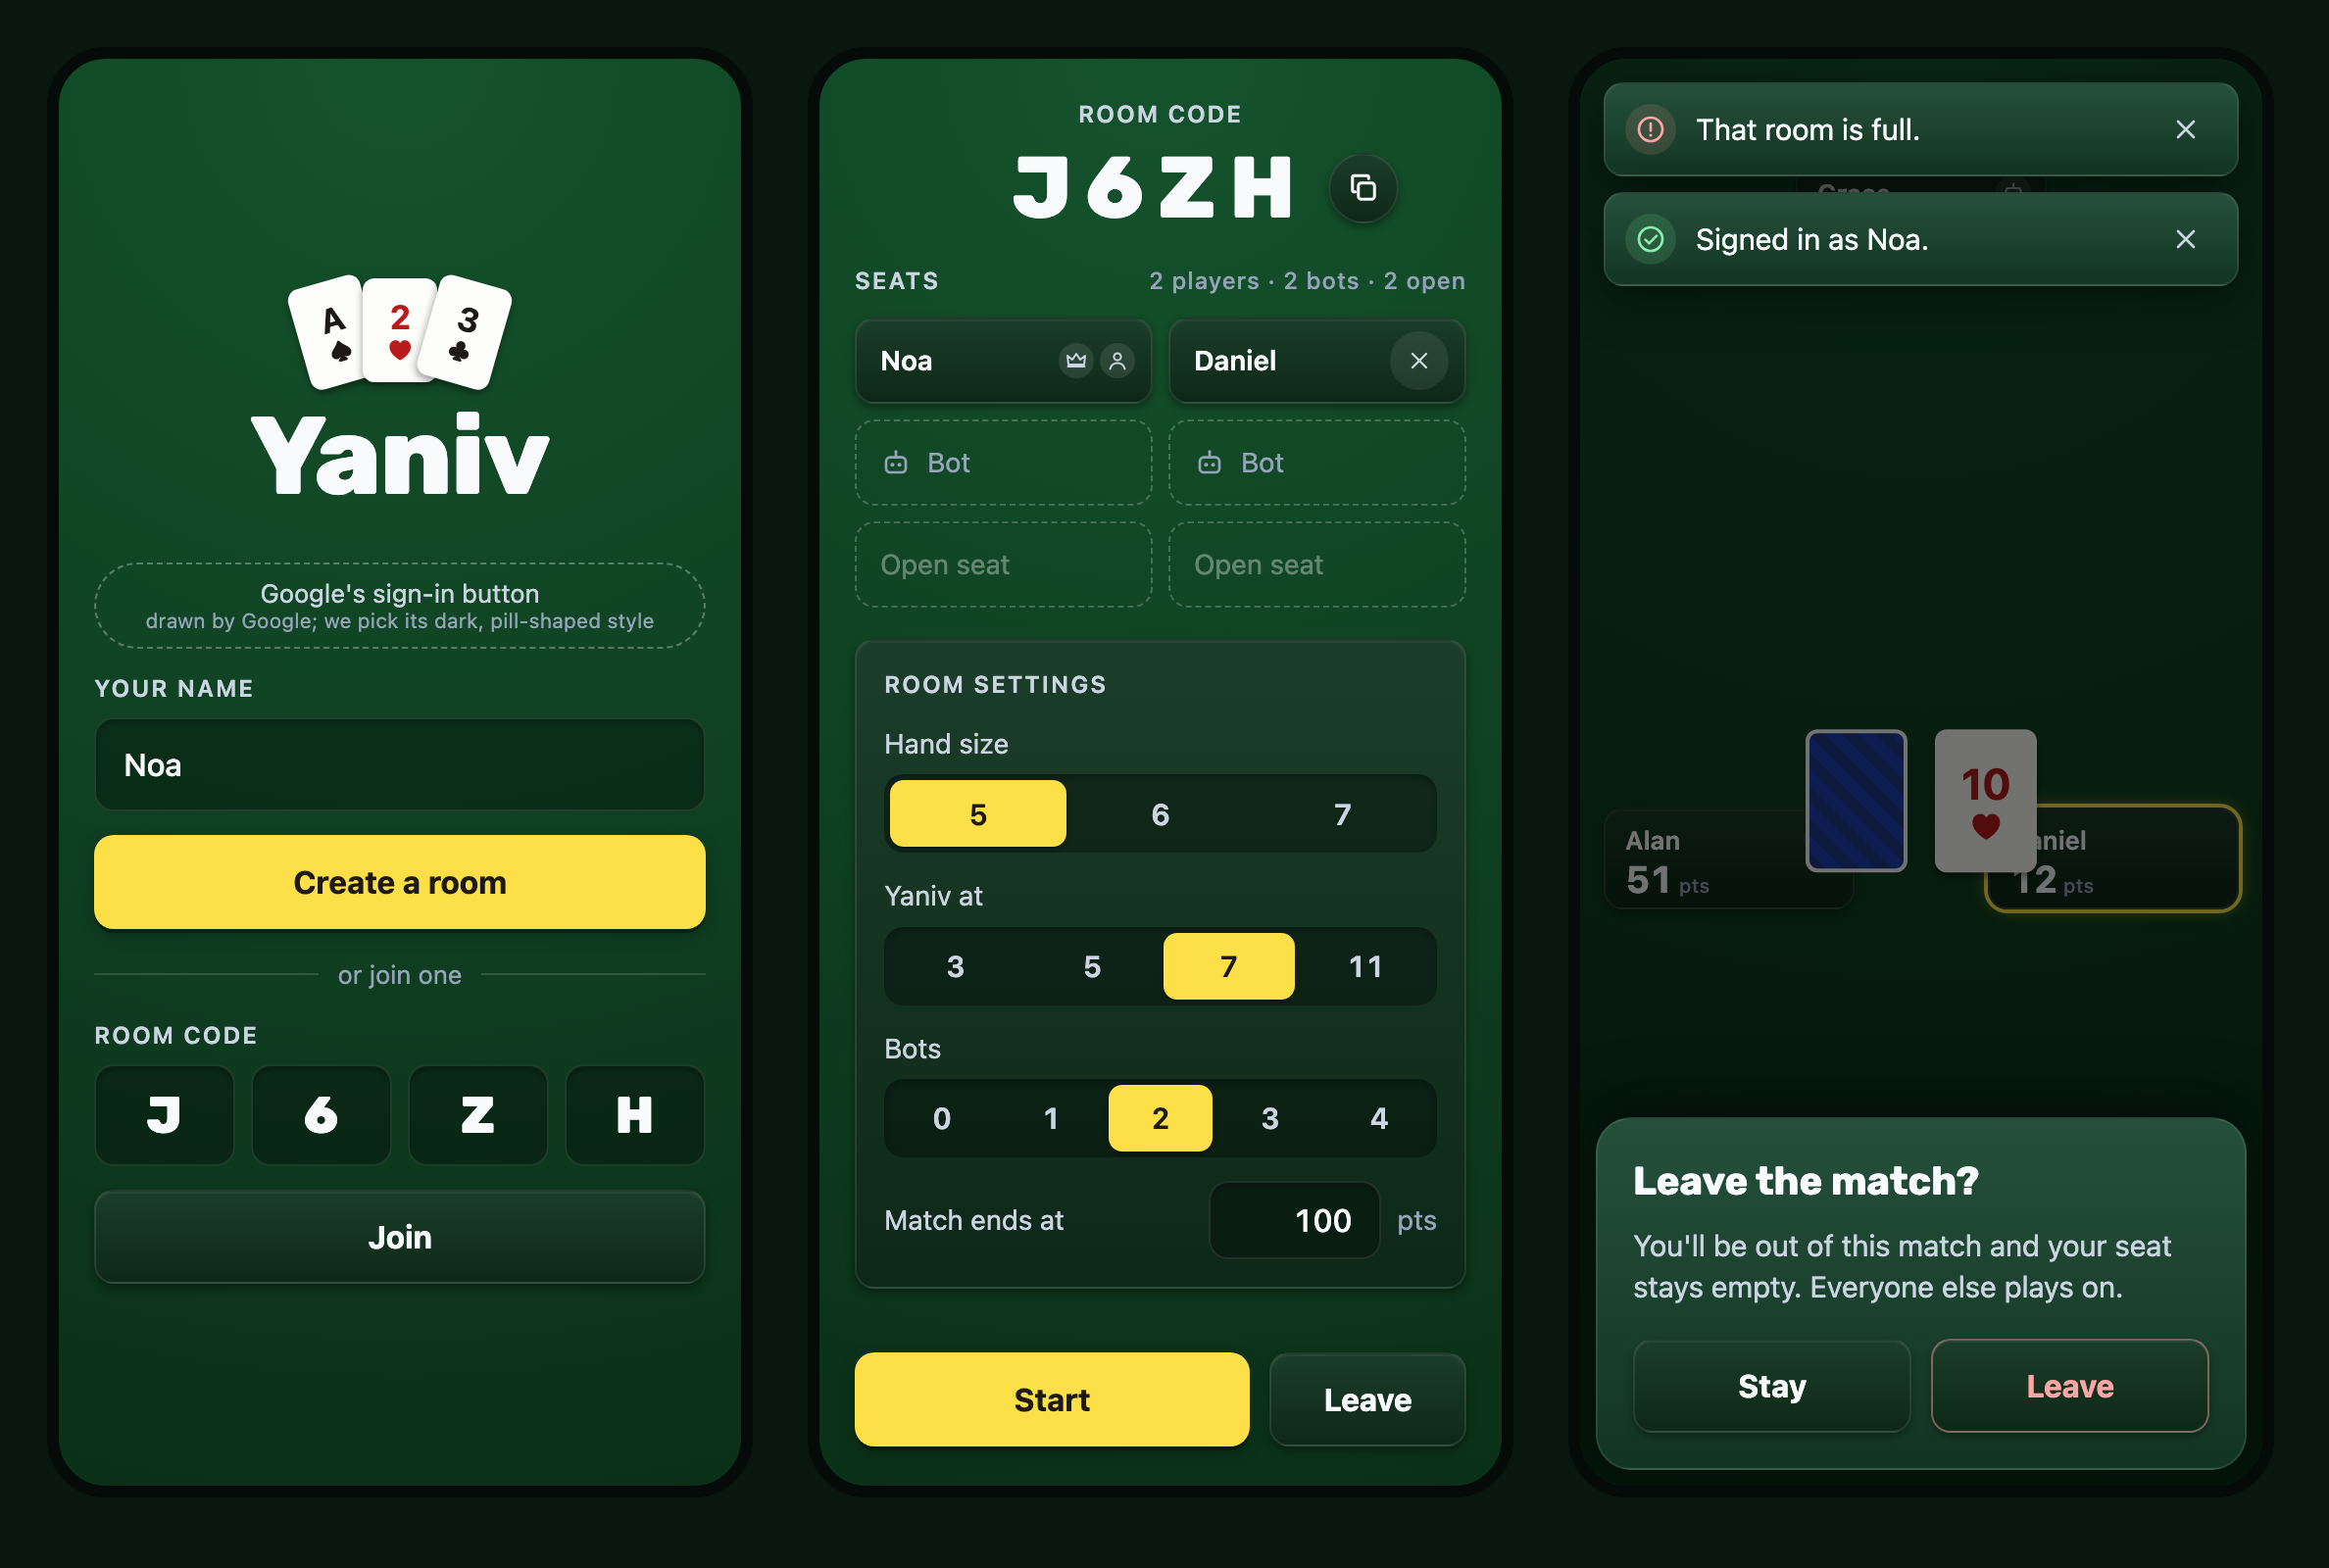 A
2
3
Yaniv
Google's sign-in button
drawn by Google; we pick its dark, pill-shaped style
YOUR NAME
Noa
Create a room
or join one
ROOM CODE
J 6 Z H
Join
ROOM CODE
J6ZH
SEATS
2 players · 2 bots · 2 open
Noa
Daniel
Bot
Bot
Open seat
Open seat
ROOM SETTINGS
Hand size
5 6 7
Yaniv at
3 5 7 11
Bots
0 1 2 3 4
Match ends at 100 pts
Start
Leave
That room is full.
Signed in as Noa.
10
Alan
51 pts
aniel
12 pts
Leave the match?
You'll be out of this match and your seat
stays empty. Everyone else plays on.
Stay
Leave